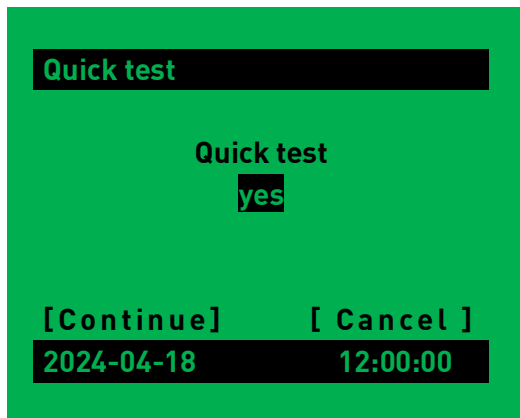 Quick test
Quick test
yes
[Continue] [ Cancel ]
2024-04-18 12:00:00